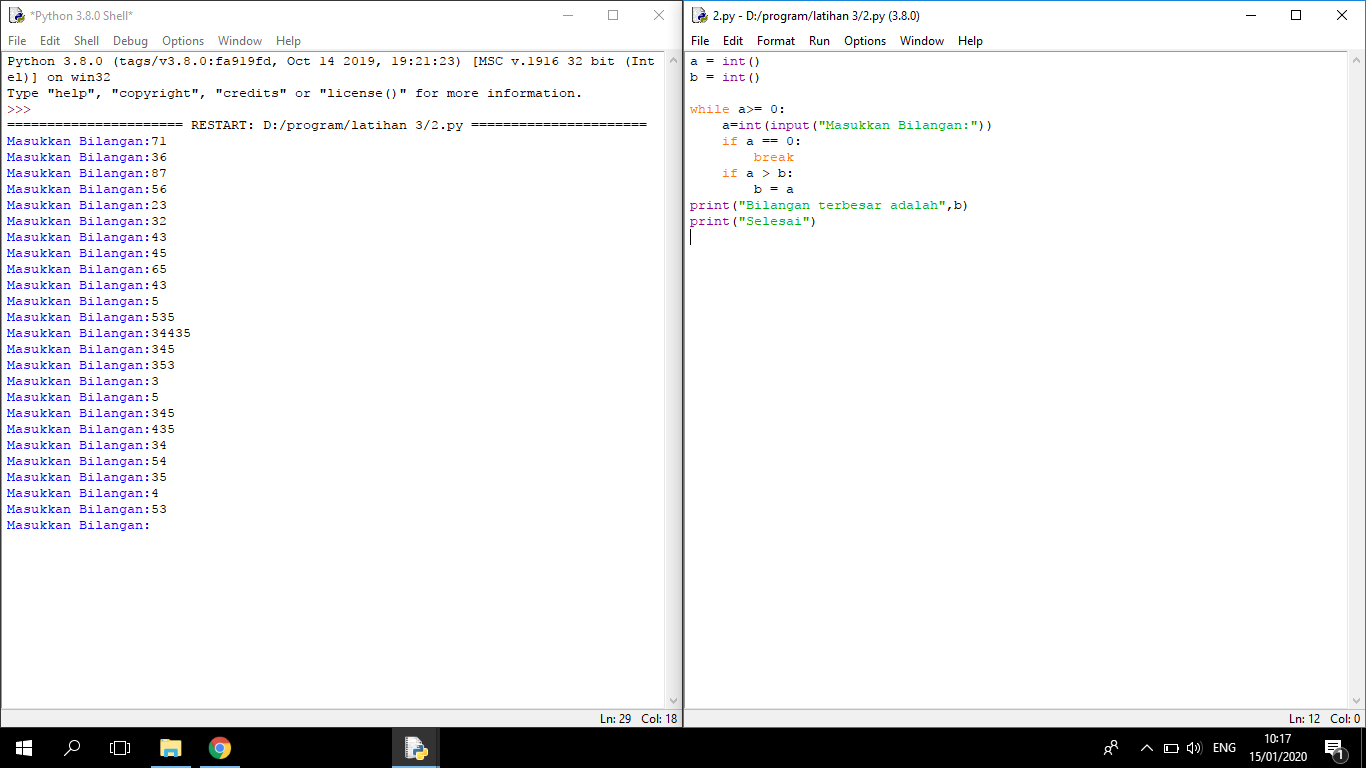 *Python 3.8.0 Shell*
File Edit Shell Debug Options Window Help
Python 3.8.0 (tags/v3.8.0:fa919fd, Oct 14 2019, 19:21:23) [MSC v.1916 32 bit (Int
el)] on win32
Type "help", "copyright", "credits" or "license()" for more information.
>>>
====================== RESTART: D:/program/latihan 3/2.py ======================
Masukkan Bilangan:71
Masukkan Bilangan:36
Masukkan Bilangan:87
Masukkan Bilangan:56
Masukkan Bilangan:23
Masukkan Bilangan:32
Masukkan Bilangan:43
Masukkan Bilangan:45
Masukkan Bilangan:65
Masukkan Bilangan:43
Masukkan Bilangan:5
Masukkan Bilangan:535
Masukkan Bilangan:34435
Masukkan Bilangan:345
Masukkan Bilangan:353
Masukkan Bilangan:3
Masukkan Bilangan:5
Masukkan Bilangan:345
Masukkan Bilangan:435
Masukkan Bilangan:34
Masukkan Bilangan:54
Masukkan Bilangan:35
Masukkan Bilangan:4
Masukkan Bilangan:53
Masukkan Bilangan:
Ln: 29 Col: 18
2.py - D:/program/latihan 3/2.py (3.8.0)
File Edit Format Run Options Window Help
a = int()
b = int()
while a>= 0:
    a=int(input("Masukkan Bilangan:"))
    if a == 0:
        break
    if a > b:
        b = a
print("Bilangan terbesar adalah",b)
print("Selesai")
Ln: 12 Col: 0
ENG
10:17
15/01/2020
1